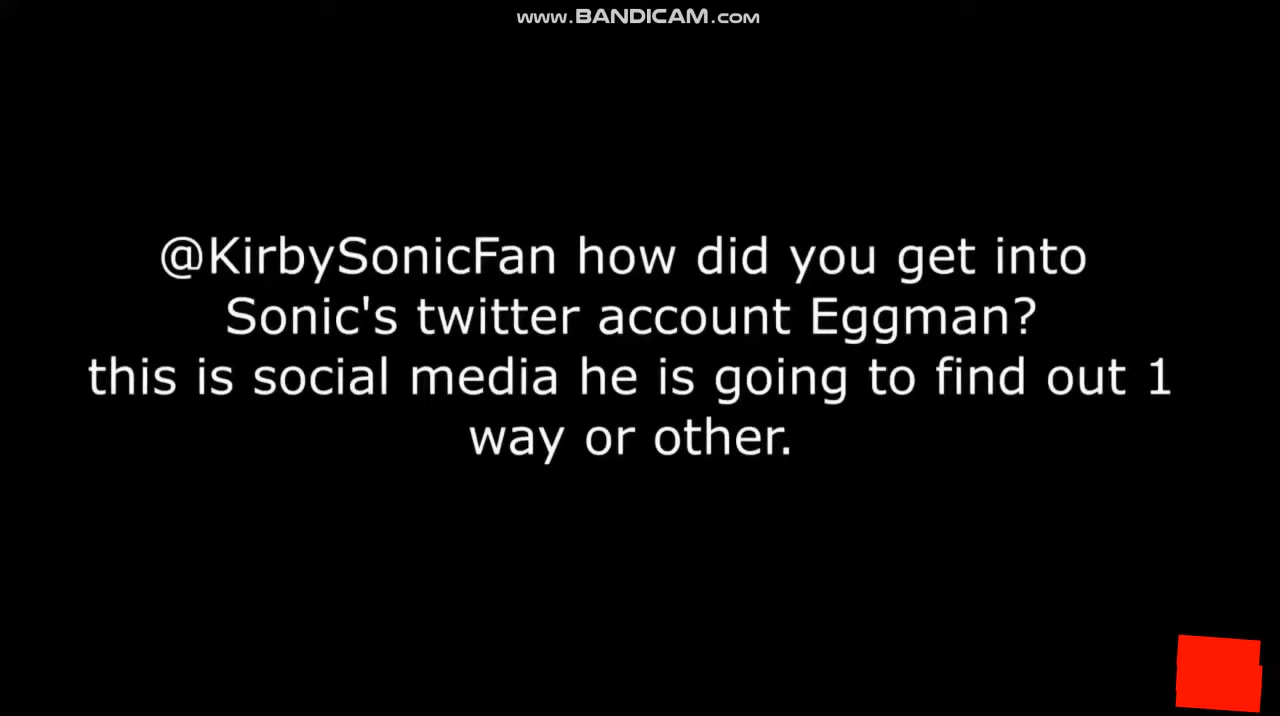 www.BANDICAM.com
@KirbySonicFan how did you get into
Sonic's twitter account Eggman?
this is social media he is going to find out 1
way or other.